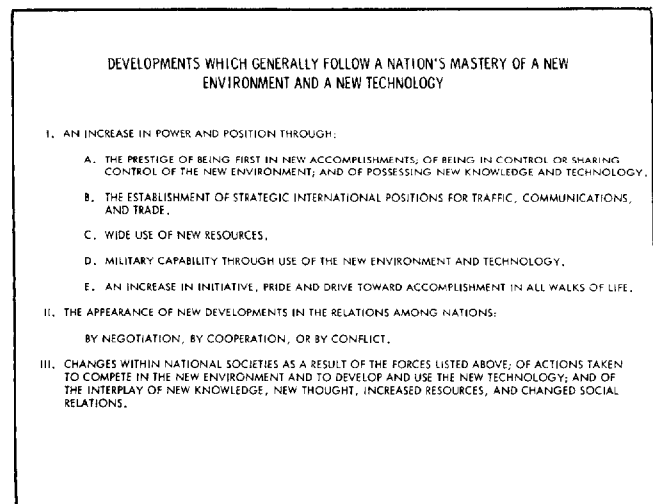 DEVELOPMENTS WHICH GENERALLY FOLLOW A NATION'S MASTERY OF A NEW
ENVIRONMENT AND A NEW TECHNOLOGY
I. AN INCREASE IN POWER AND POSITION THROUGH:
A. THE PRESTIGE OF BEING FIRST IN NEW ACCOMPLISHMENTS; OF BEING IN CONTROL OR SHARING
CONTROL OF THE NEW ENVIRONMENT; AND OF POSSESSING NEW KNOWLEDGE AND TECHNOLOGY.
B. THE ESTABLISHMENT OF STRATEGIC INTERNATIONAL POSITIONS FOR TRAFFIC, COMMUNICATIONS,
AND TRADE.
C. WIDE USE OF NEW RESOURCES.
D. MILITARY CAPABILITY THROUGH USE OF THE NEW ENVIRONMENT AND TECHNOLOGY.
E. AN INCREASE IN INITIATIVE, PRIDE AND DRIVE TOWARD ACCOMPLISHMENT IN ALL WALKS OF LIFE.
II. THE APPEARANCE OF NEW DEVELOPMENTS IN THE RELATIONS AMONG NATIONS:
BY NEGOTIATION, BY COOPERATION, OR BY CONFLICT.
III. CHANGES WITHIN NATIONAL SOCIETIES AS A RESULT OF THE FORCES LISTED ABOVE; OF ACTIONS TAKEN
TO COMPETE IN THE NEW ENVIRONMENT AND TO DEVELOP AND USE THE NEW TECHNOLOGY; AND OF
THE INTERPLAY OF NEW KNOWLEDGE, NEW THOUGHT, INCREASED RESOURCES, AND CHANGED SOCIAL
RELATIONS.